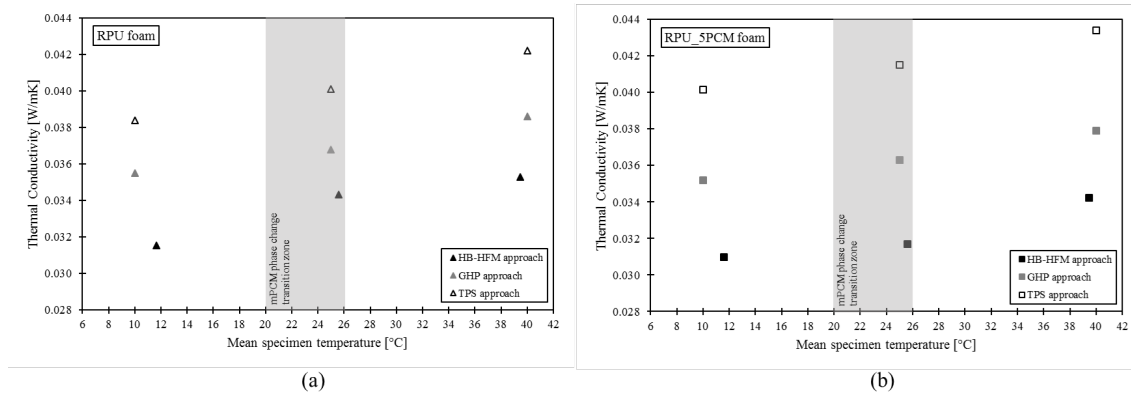 RPU foam
Thermal Conductivity [W/mK]
0.044
0.042
0.040
0.038
0.036
0.034
0.032
0.030
0.028
mPCM phase change
transition zone
HB-HFM approach
GHP approach
TPS approach
6 8 10 12 14 16 18 20 22 24 26 28 30 32 34 36 38 40 42
Mean specimen temperature [°C]
(a)
RPU_5PCM foam
Thermal Conductivity [W/mK]
0.044
0.042
0.040
0.038
0.036
0.034
0.032
0.030
0.028
mPCM phase change
transition zone
HB-HFM approach
GHP approach
TPS approach
6 8 10 12 14 16 18 20 22 24 26 28 30 32 34 36 38 40 42
Mean specimen temperature [°C]
(b)